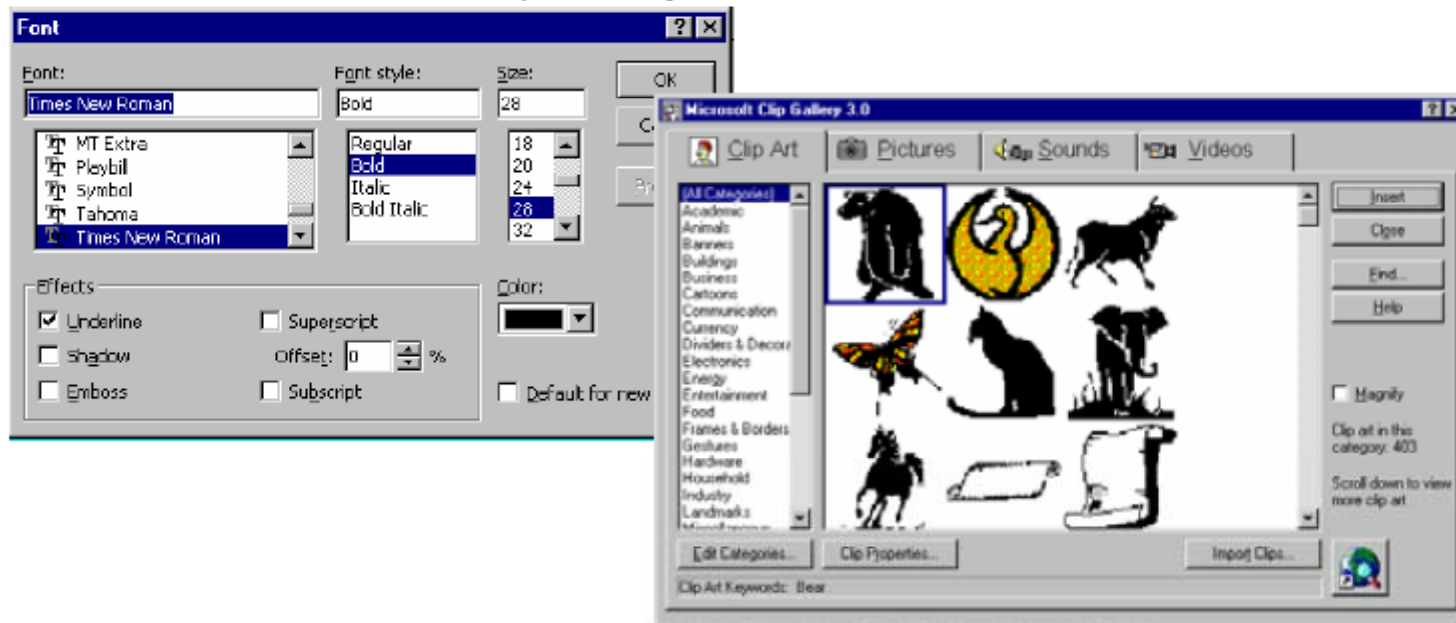 Font
Font:
Font style:
Size:
OK
Times New Roman
Bold
28
MT Extra
Playbill
Symbol
Tahoma
Times New Roman
Regular
Bold
Italic
Bold Italic
18
20
24
28
32
Effects
Underline
Shadow
Emboss
Superscript
Offset: 0 %
Subscript
Color:
Default for new
Microsoft Clip Gallery 3.0
Clip Art
Pictures
Sounds
Videos
(All Categories)
Academic
Animals
Banners
Buildings
Business
Cartoons
Communication
Currency
Dividers & Decora
Electronics
Energy
Entertainment
Food
Frames & Borders
Gestures
Hardware
Household
Industry
Landmarks
Insert
Close
Find...
Help
Magnify
Clip art in this
category: 403
Scroll down to view
more clip art
Edit Categories...
Clip Properties...
Import Clips...
Clip Art Keywords: Bear